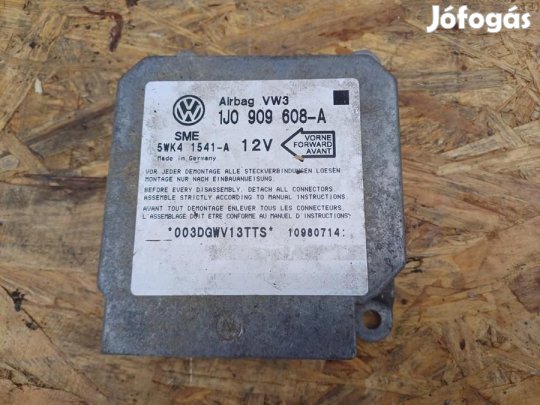 Jófogás
Airbag VW3
1J0 909 608-A
SME
5WK4 1541-A 12V
Made in Germany
VORNE
FORWARD
AVANT
VOR JEDER DEMONTAGE ALLE STECKVERBINDUNGEN LOESEN
MONTAGE NUR NACH EINBAUANWEISUNG.
BEFORE EVERY DISASSEMBLY, DETACH ALL CONNECTORS
ASSEMBLE STRICTLY ACCORDING TO MANUAL INSTRUCTIONS.
AVANT TOUT DEMONTAGE ENLEVER TOUS LES CONNECTEURS.
L'ASSEMBLAGE DOIT ETRE CONFORME AU MANUEL D'INSTRUCTIONS
*003DGWV13TTS* 10980714: